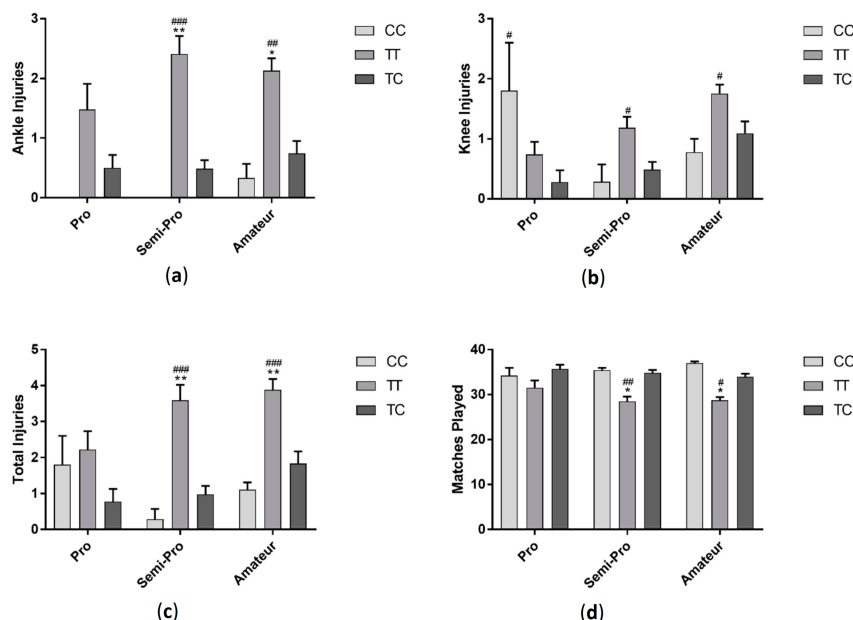 Ankle Injuries
3
2
1
0
###
**
##
*
Pro
Semi-Pro
Amateur
CC
TT
TC
(a)
Knee Injuries
3
2
1
0
#
#
#
Pro
Semi-Pro
Amateur
CC
TT
TC
(b)
Total Injuries
5
4
3
2
1
0
###
**
###
**
Pro
Semi-Pro
Amateur
CC
TT
TC
(c)
Matches Played
40
30
20
10
0
##
*
#
*
Pro
Semi-Pro
Amateur
CC
TT
TC
(d)